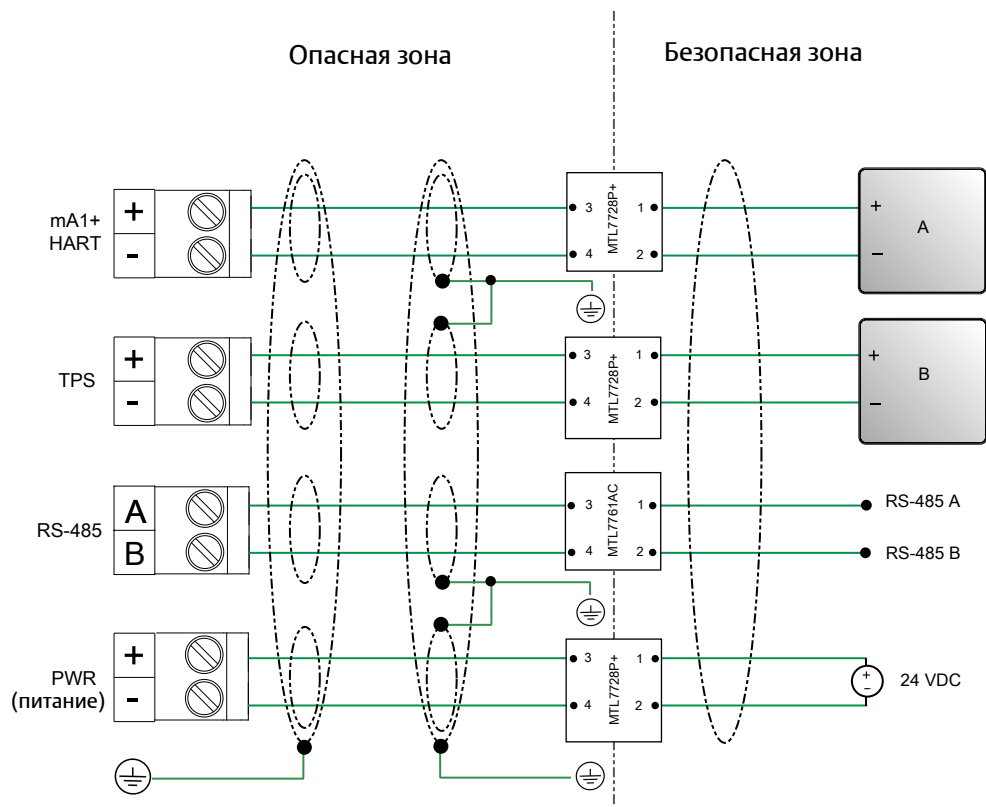 Опасная зона
Безопасная зона
mA1+
HART
+
-
3
4
MTL7728P+
1
2
+
–
A
TPS
+
-
3
4
MTL7728P+
1
2
+
–
B
RS-485
A
B
3
4
MTL7761AC
1
2
RS-485 A
RS-485 B
PWR
(питание)
+
-
3
4
MTL7728P+
1
2
+
–
24 VDC